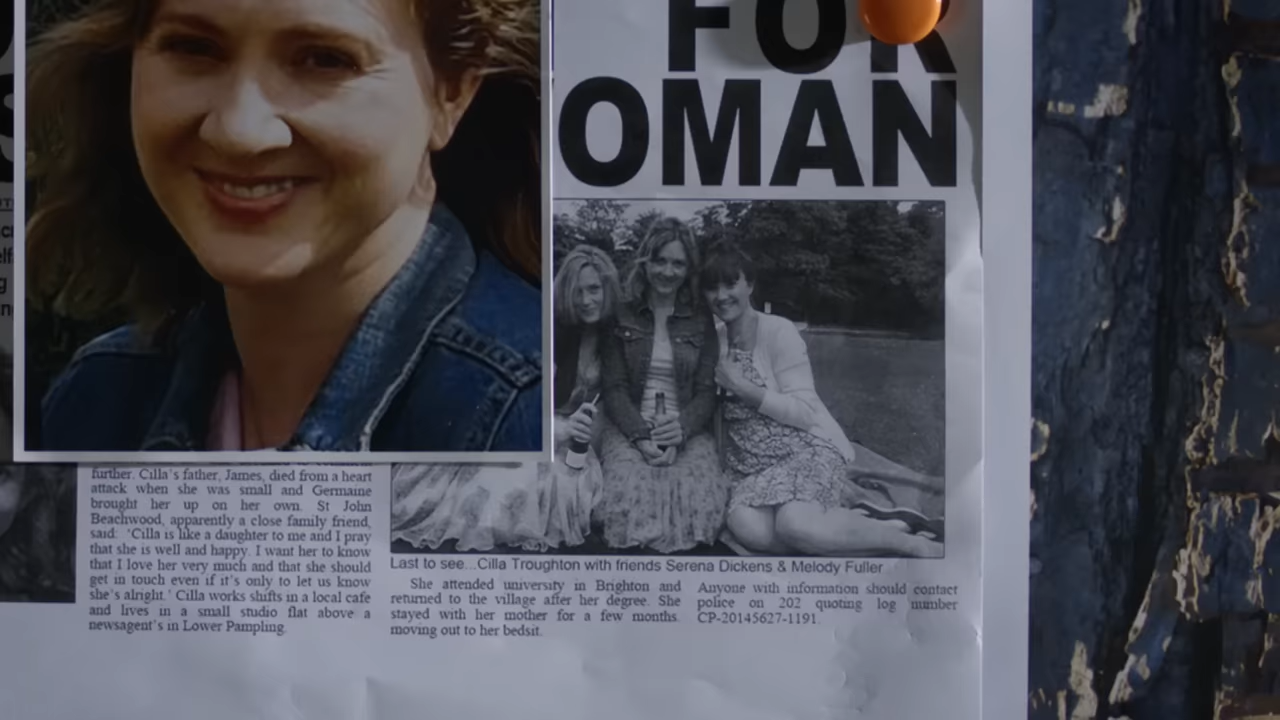 FOR
OMAN
further. Cilla's father, James, died from a heart
attack when she was small and Germaine
brought her up on her own. St John
Beachwood, apparently a close family friend,
said: 'Cilla is like a daughter to me and I pray
that she is well and happy. I want her to know
that I love her very much and that she should
get in touch even if it's only to let us know
she's alright.' Cilla works shifts in a local cafe
and lives in a small studio flat above a
newsagent's in Lower Pampling.
Last to see...Cilla Troughton with friends Serena Dickens & Melody Fuller
She attended university in Brighton and
returned to the village after her degree. She
stayed with her mother for a few months
moving out to her bedsit.
Anyone with information should contact
police on 202 quoting log number
CP-20145627-1191.